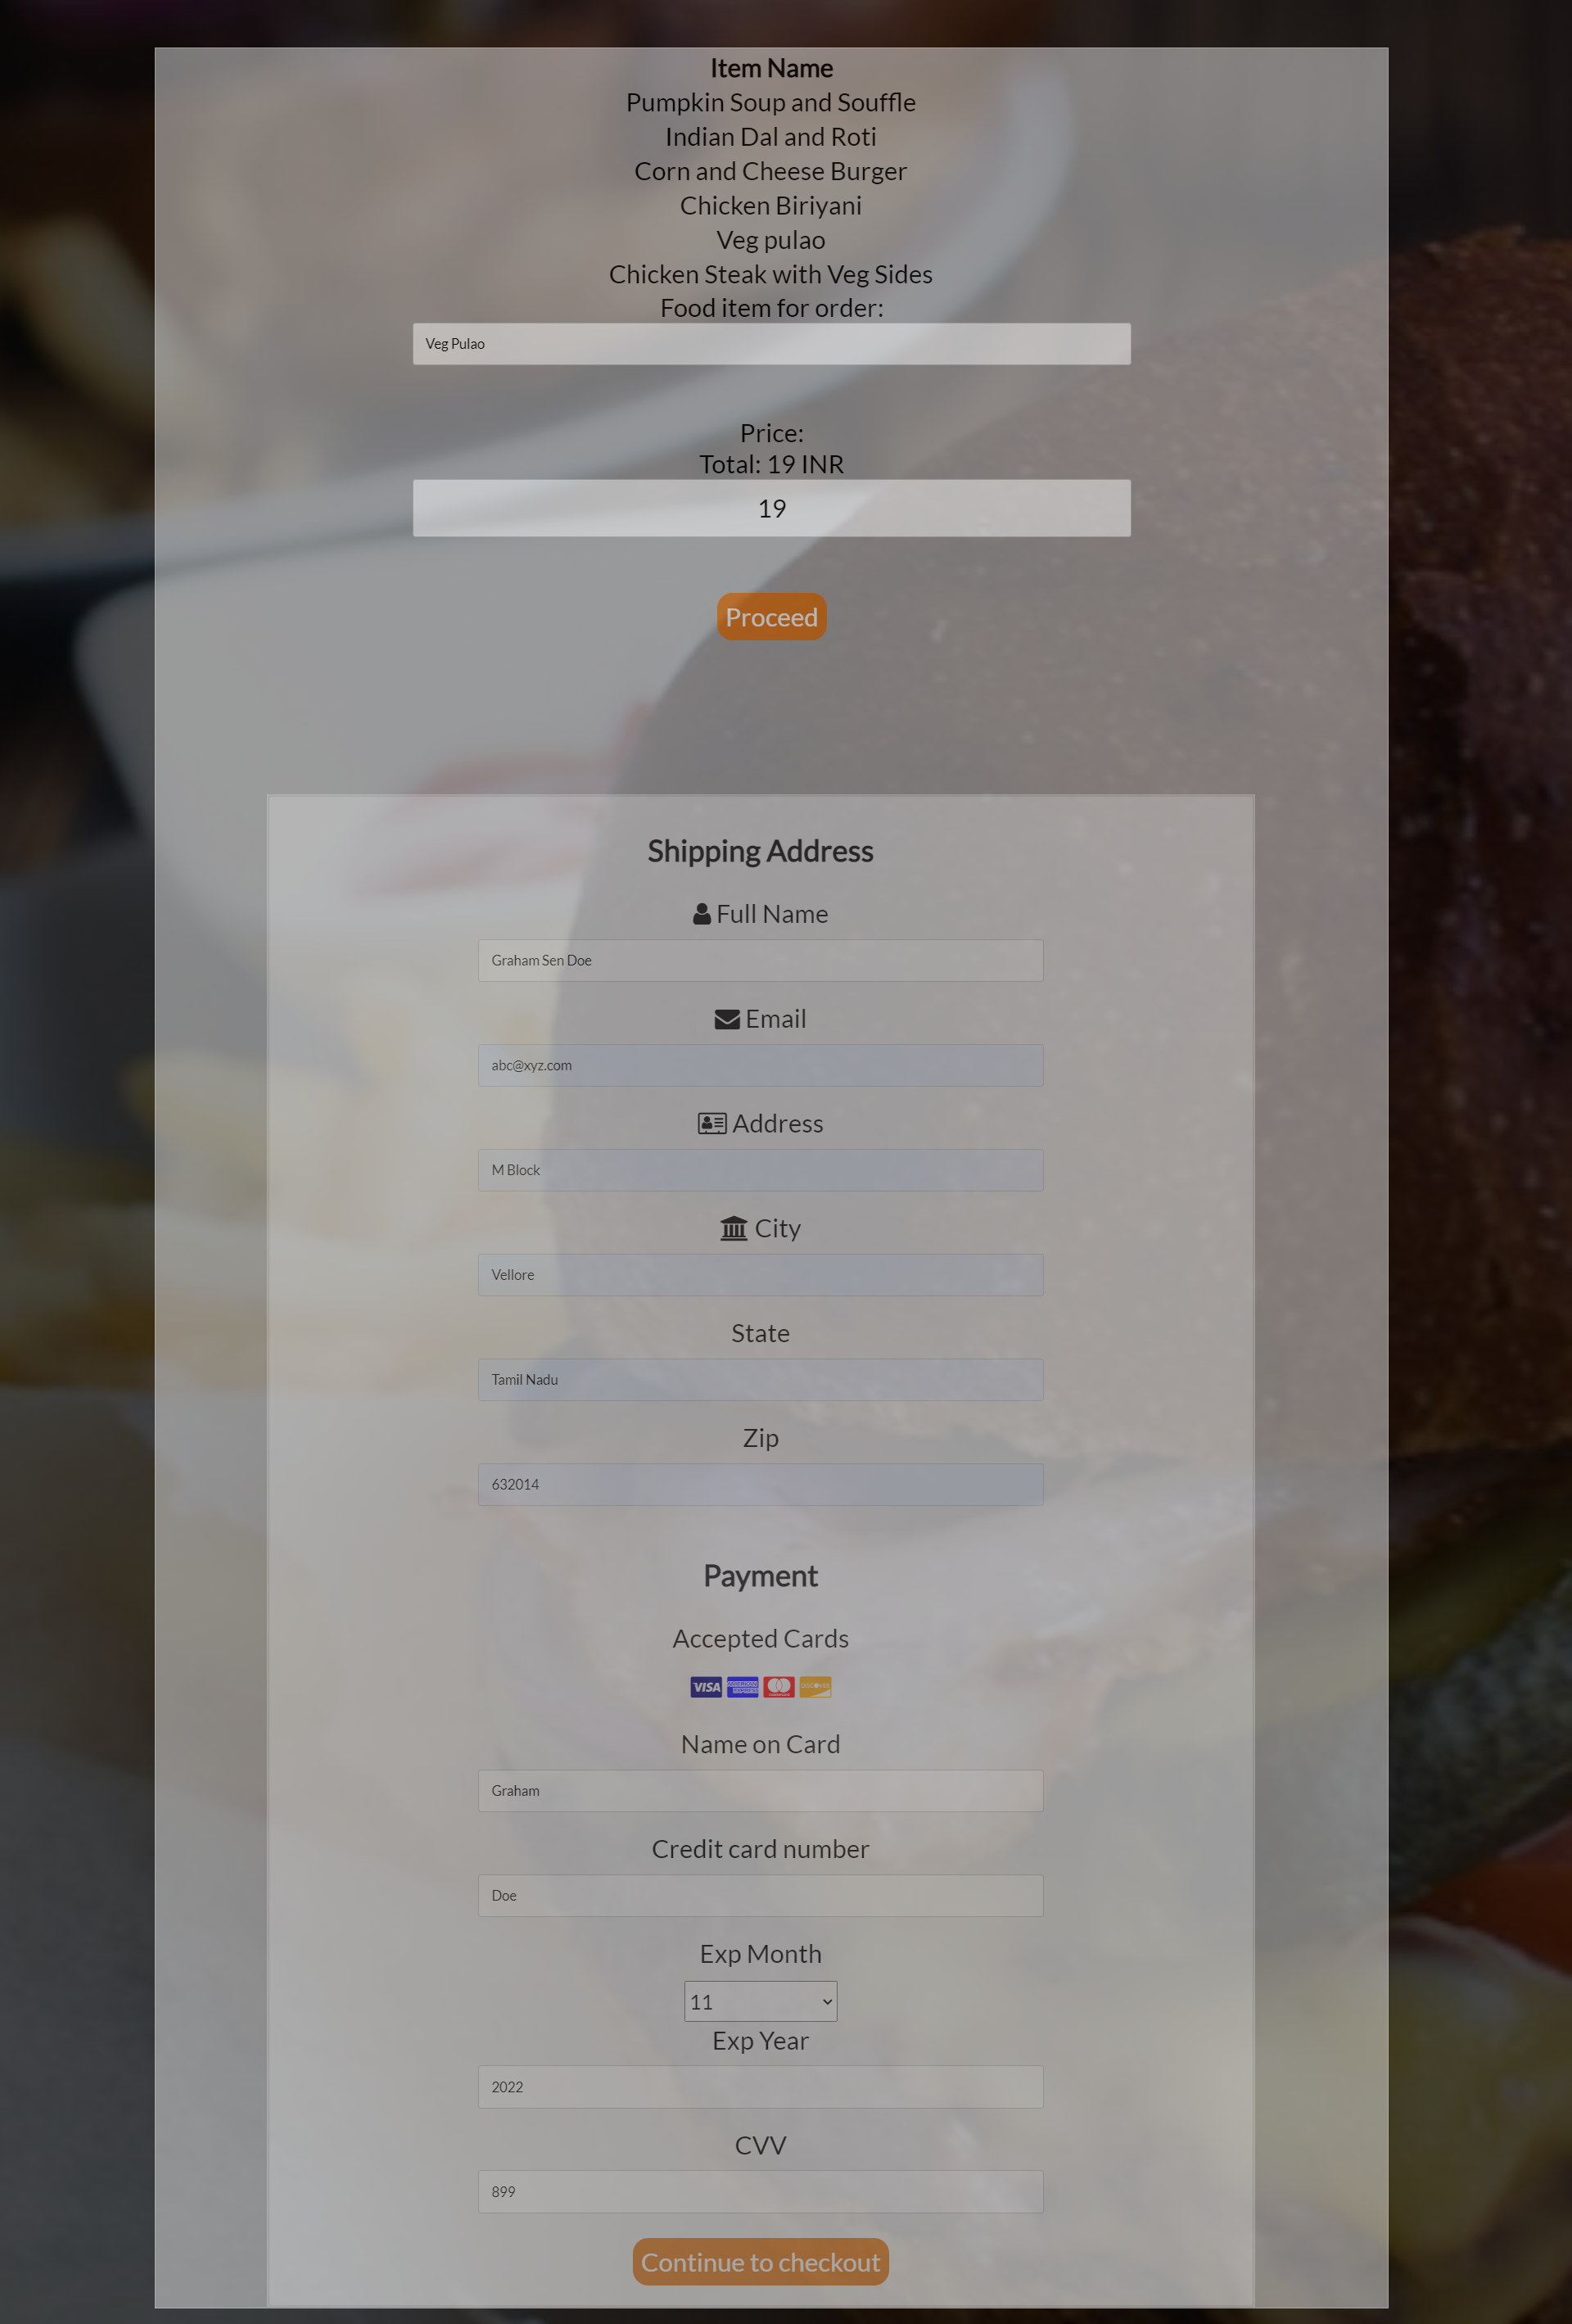 Item Name
Pumpkin Soup and Souffle
Indian Dal and Roti
Corn and Cheese Burger
Chicken Biriyani
Veg pulao
Chicken Steak with Veg Sides
Food item for order:
Veg Pulao
Price:
Total: 19 INR
19
Proceed
Shipping Address
Full Name
Graham Sen Doe
Email
abc@xyz.com
Address
M Block
City
Vellore
State
Tamil Nadu
Zip
632014
Payment
Accepted Cards
VISA AMERICAN EXPRESS MasterCard DISCOVER
Name on Card
Graham
Credit card number
Doe
Exp Month
11
Exp Year
2022
CVV
899
Continue to checkout